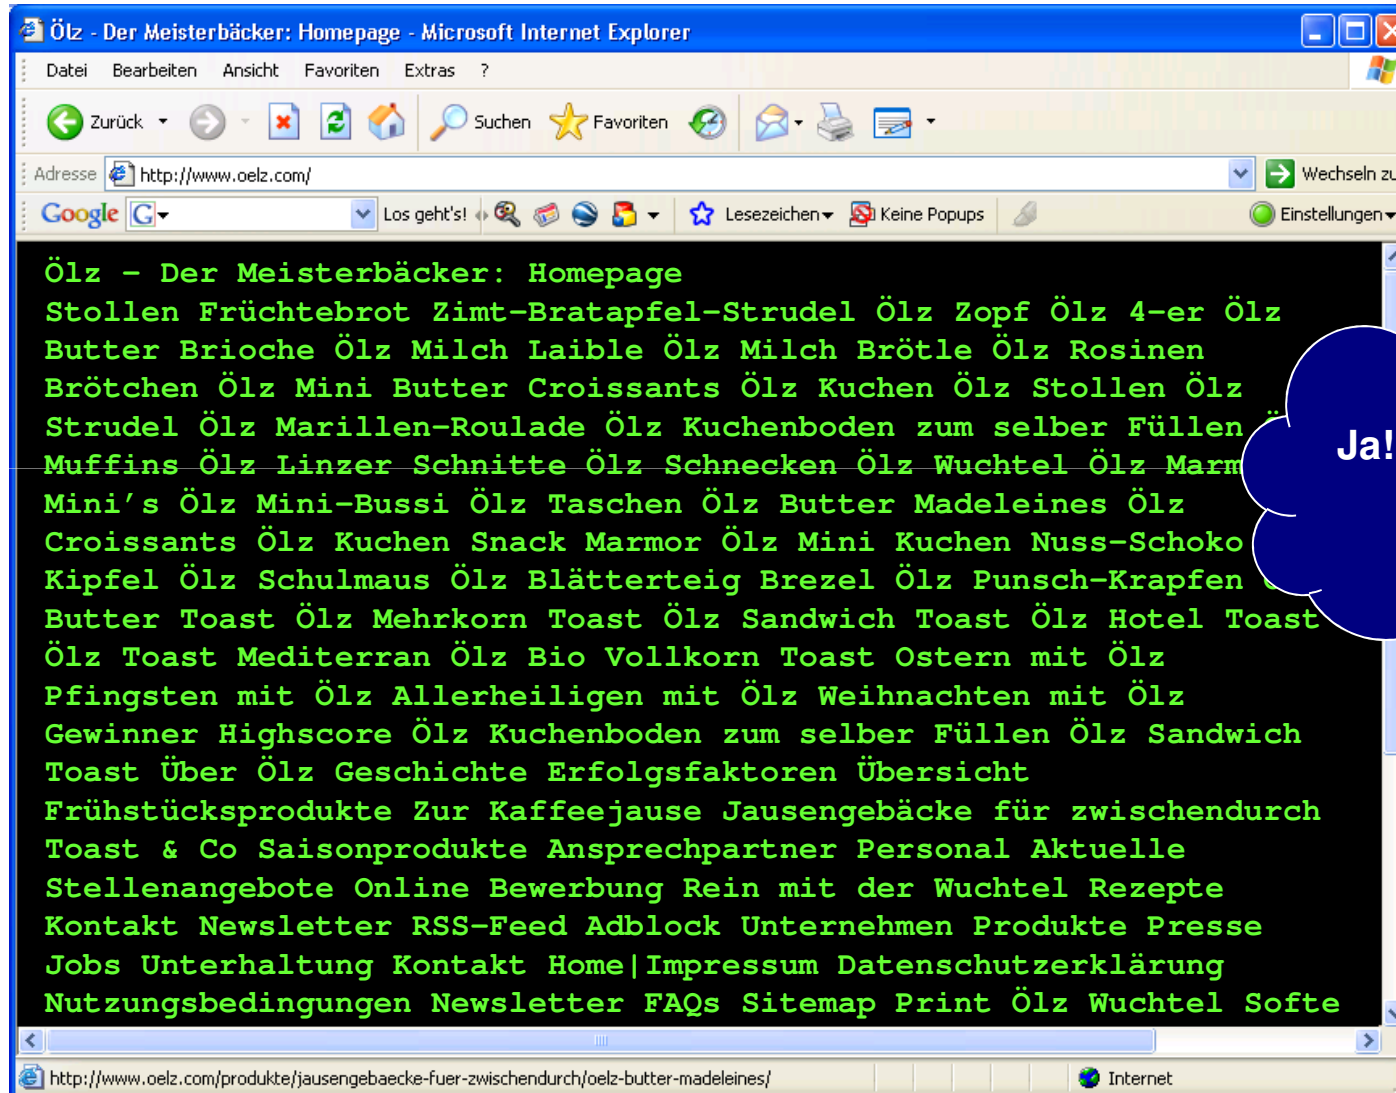 Ölz - Der Meisterbäcker: Homepage - Microsoft Internet Explorer
Datei Bearbeiten Ansicht Favoriten Extras ?
Zurück Suchen Favoriten
Adresse http://www.oelz.com/ Wechseln zu
Google G Los geht's! Lesezeichen Keine Popups Einstellungen
Ölz - Der Meisterbäcker: Homepage
Stollen Früchtebrot Zimt-Bratapfel-Strudel Ölz Zopf Ölz 4-er Ölz
Butter Brioche Ölz Milch Laible Ölz Milch Brötle Ölz Rosinen
Brötchen Ölz Mini Butter Croissants Ölz Kuchen Ölz Stollen Ölz
Strudel Ölz Marillen-Roulade Ölz Kuchenboden zum selber Füllen
Ja!
Muffins Ölz Linzer Schnitte Ölz Schnecken Ölz Wuchtel Ölz Marm
Mini's Ölz Mini-Bussi Ölz Taschen Ölz Butter Madeleines Ölz
Croissants Ölz Kuchen Snack Marmor Ölz Mini Kuchen Nuss-Schoko
Kipfel Ölz Schulmaus Ölz Blätterteig Brezel Ölz Punsch-Krapfen
Butter Toast Ölz Mehrkorn Toast Ölz Sandwich Toast Ölz Hotel Toast
Ölz Toast Mediterran Ölz Bio Vollkorn Toast Ostern mit Ölz
Pfingsten mit Ölz Allerheiligen mit Ölz Weihnachten mit Ölz
Gewinner Highscore Ölz Kuchenboden zum selber Füllen Ölz Sandwich
Toast Über Ölz Geschichte Erfolgsfaktoren Übersicht
Frühstücksprodukte Zur Kaffeejause Jausengebäcke für zwischendurch
Toast & Co Saisonprodukte Ansprechpartner Personal Aktuelle
Stellenangebote Online Bewerbung Rein mit der Wuchtel Rezepte
Kontakt Newsletter RSS-Feed Adblock Unternehmen Produkte Presse
Jobs Unterhaltung Kontakt Home|Impressum Datenschutzerklärung
Nutzungsbedingungen Newsletter FAQs Sitemap Print Ölz Wuchtel Softe
http://www.oelz.com/produkte/jausengebaecke-fuer-zwischendurch/oelz-butter-madeleines/ Internet